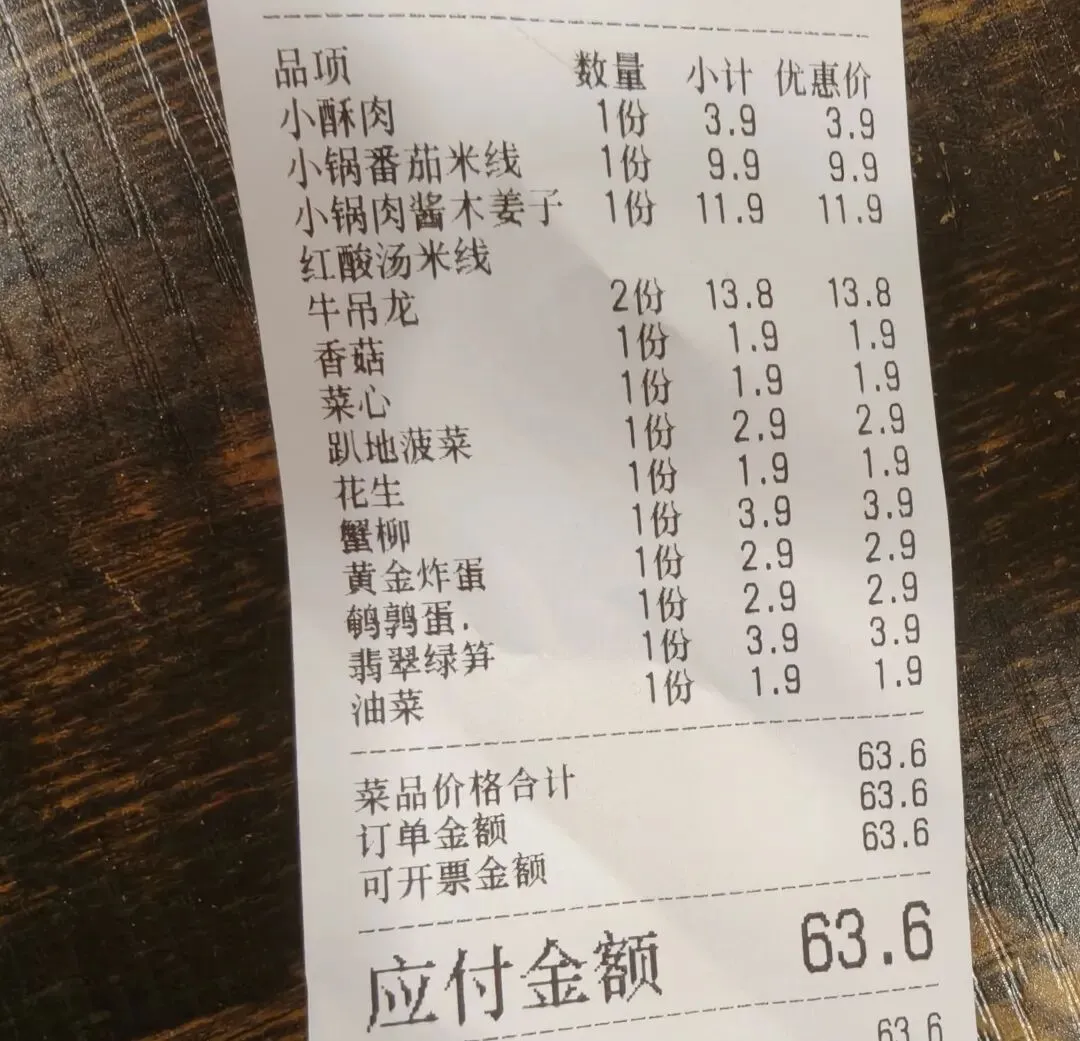 品项 数量 小计 优惠价
小酥肉 1份 3.9 3.9
小锅番茄米线 1份 9.9 9.9
小锅肉酱木姜子 1份 11.9 11.9
红酸汤米线
牛吊龙 2份 13.8 13.8
香菇 1份 1.9 1.9
菜心 1份 1.9 1.9
趴地菠菜 1份 2.9 2.9
花生 1份 1.9 1.9
蟹柳 1份 3.9 3.9
黄金炸蛋 1份 2.9 2.9
鹌鹑蛋. 1份 2.9 2.9
翡翠绿笋 1份 3.9 3.9
油菜 1份 1.9 1.9
菜品价格合计 63.6
订单金额 63.6
可开票金额 63.6
应付金额 63.6
63.6